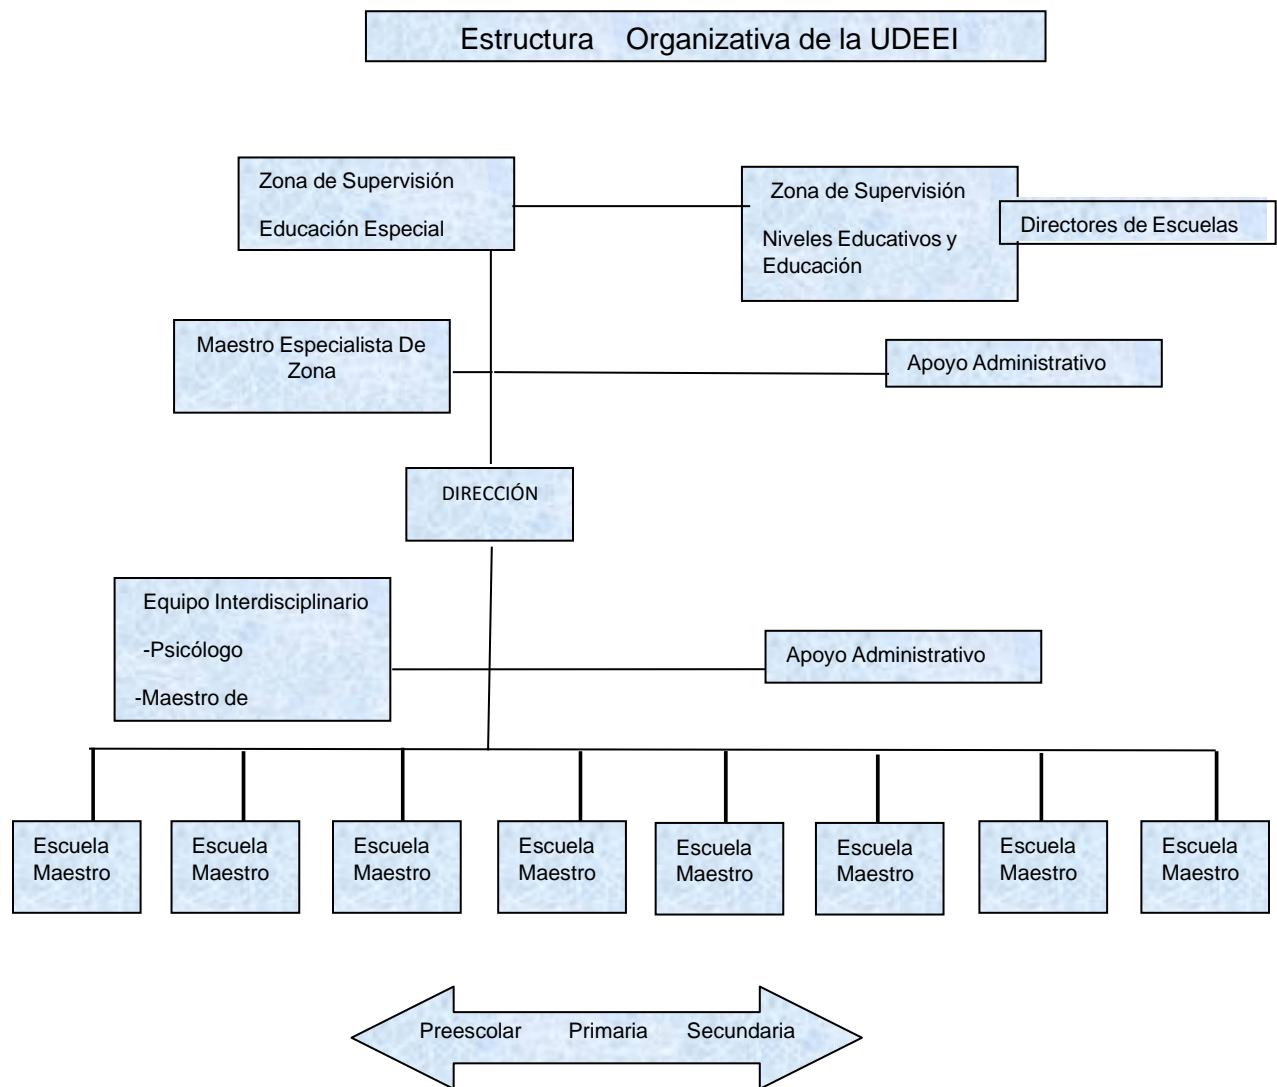 Estructura Organizativa de la UDEEI
Zona de Supervisión
Educación Especial
Zona de Supervisión
Niveles Educativos y
Educación
Directores de Escuelas
Maestro Especialista De
Zona
Apoyo Administrativo
DIRECCIÓN
Equipo Interdisciplinario
-Psicólogo
-Maestro de
Apoyo Administrativo
Escuela
Maestro
Escuela
Maestro
Escuela
Maestro
Escuela
Maestro
Escuela
Maestro
Escuela
Maestro
Escuela
Maestro
Escuela
Maestro
Preescolar Primaria Secundaria